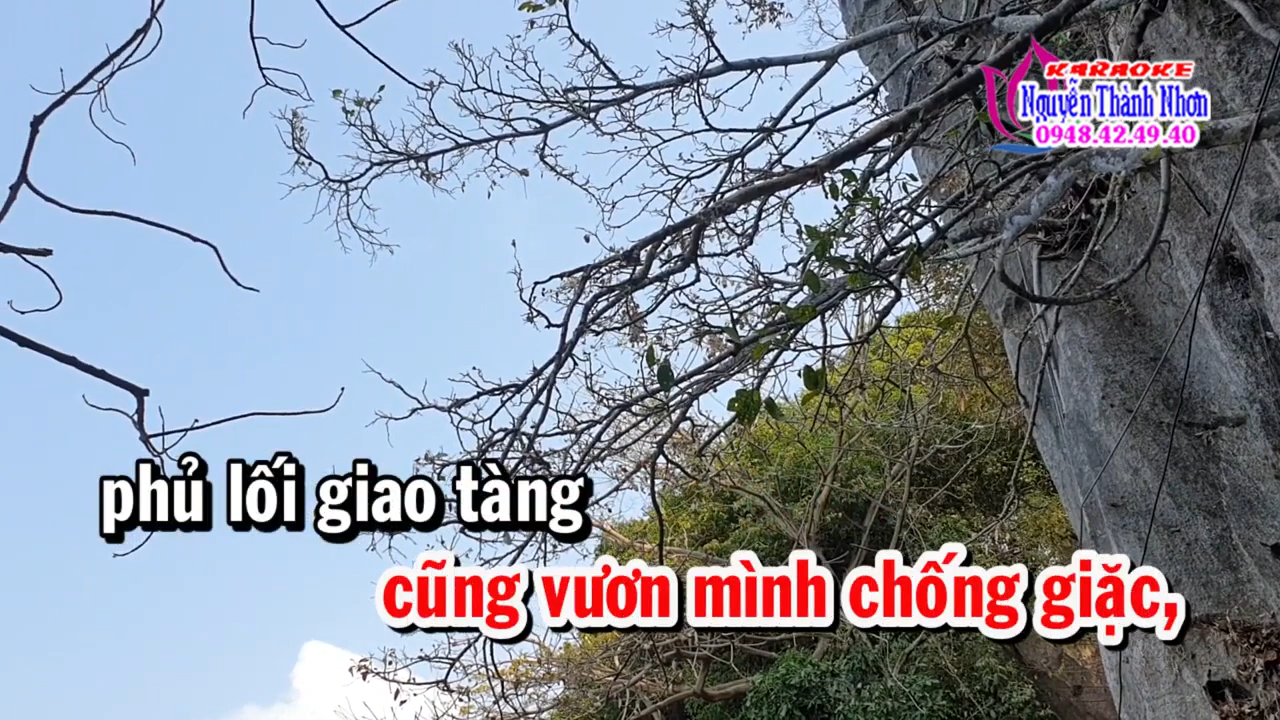 KARAOKE
Nguyễn Thành Nhơn
0948.42.49.40
phủ lối giao tàng
cũng vươn mình chống giặc,